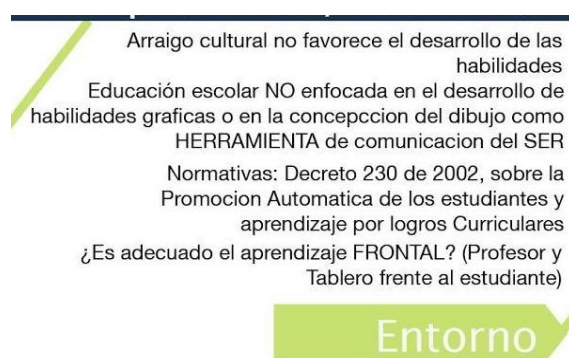 Arraigo cultural no favorece el desarrollo de las
habilidades
Educación escolar NO enfocada en el desarrollo de
habilidades graficas o en la concepccion del dibujo como
HERRAMIENTA de comunicacion del SER
Normativas: Decreto 230 de 2002, sobre la
Promocion Automatica de los estudiantes y
aprendizaje por logros Curriculares
¿Es adecuado el aprendizaje FRONTAL? (Profesor y
Tablero frente al estudiante)
Entorno